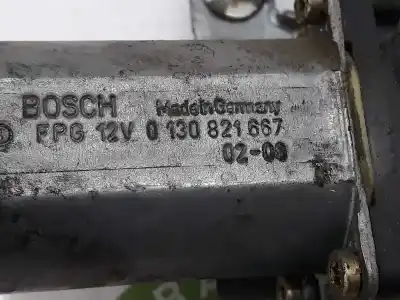 BOSCH Made in Germany
FPG 12V 0 130 821 667
02-08